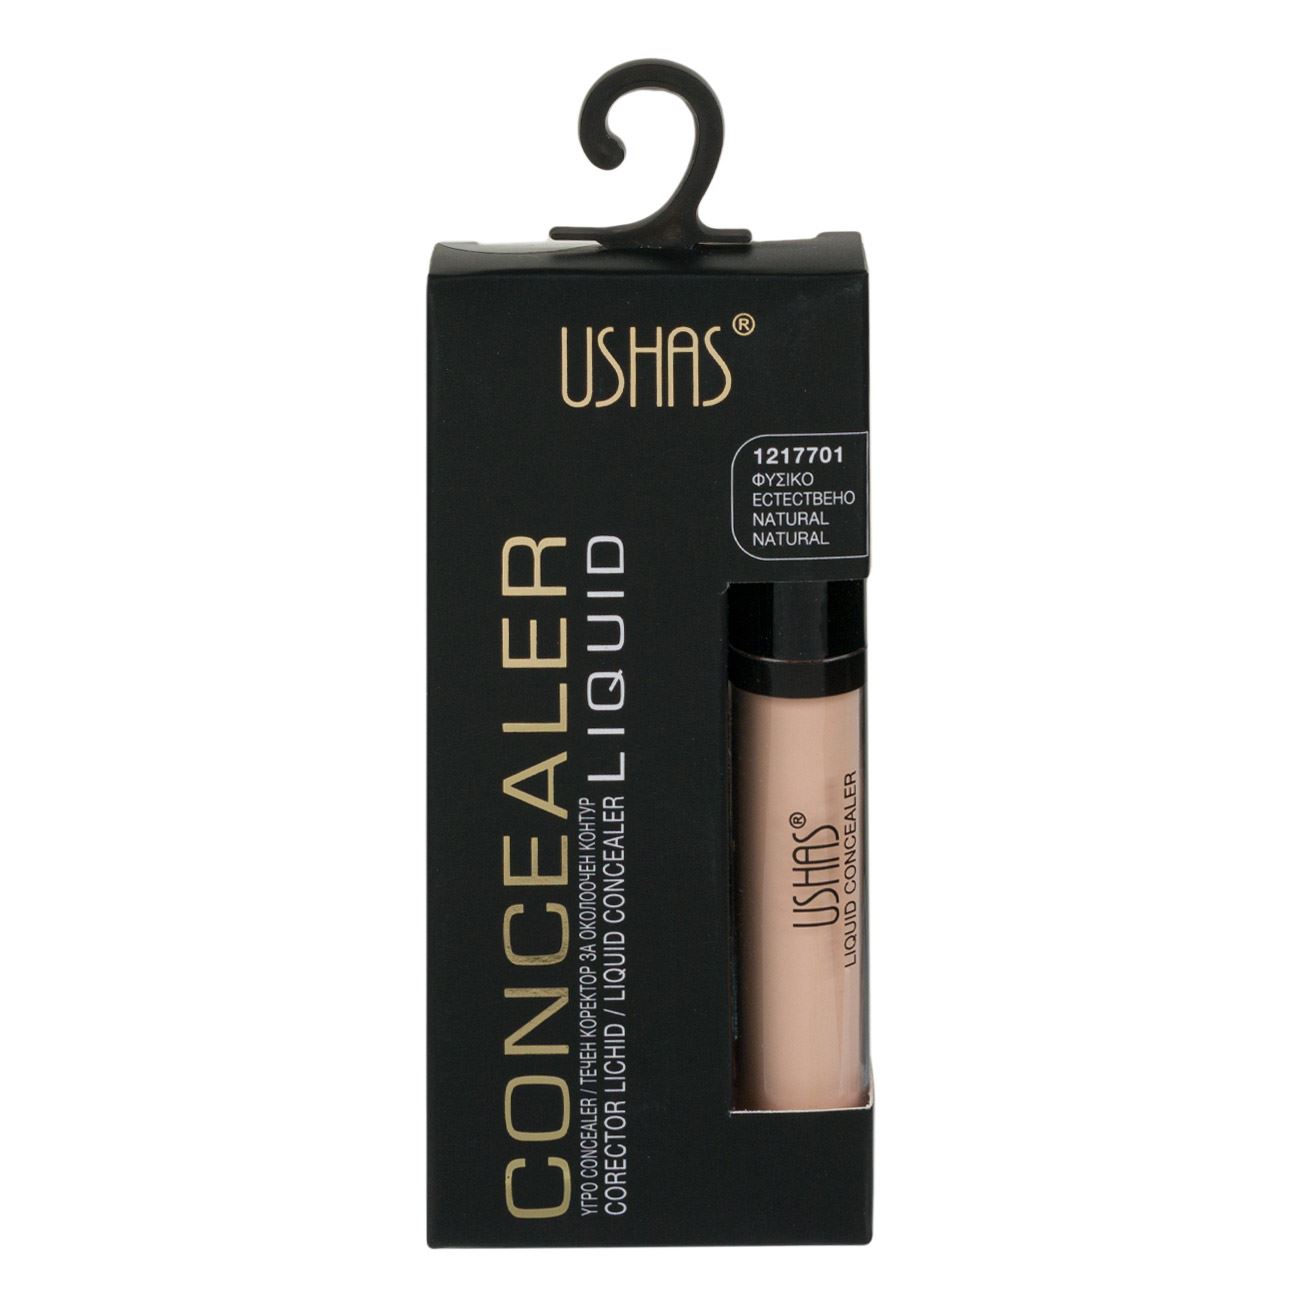 USHAS®
1217701
ΦΥΣΙΚΟ
ЕСТЕСТВЕНО
NATURAL
NATURAL
CONCEALER
LIQUID
ΥΓΡΟ CONCEALER / ТЕЧЕН КОРЕКТОР ЗА ОКОЛООЧЕН КОНТУР
CORECTOR LICHID / LIQUID CONCEALER
USHAS®
LIQUID CONCEALER